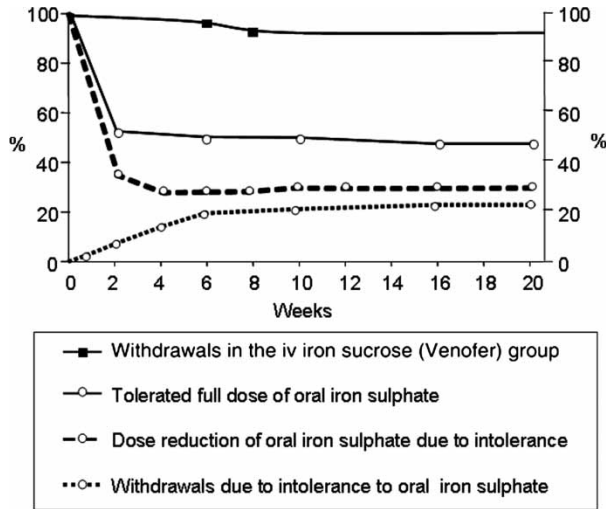 100 100
80 80
60 60
% %
40 40
20 20
0 0
0 2 4 6 8 10 12 14 16 18 20
Weeks
Withdrawals in the iv iron sucrose (Venofer) group
Tolerated full dose of oral iron sulphate
Dose reduction of oral iron sulphate due to intolerance
Withdrawals due to intolerance to oral iron sulphate